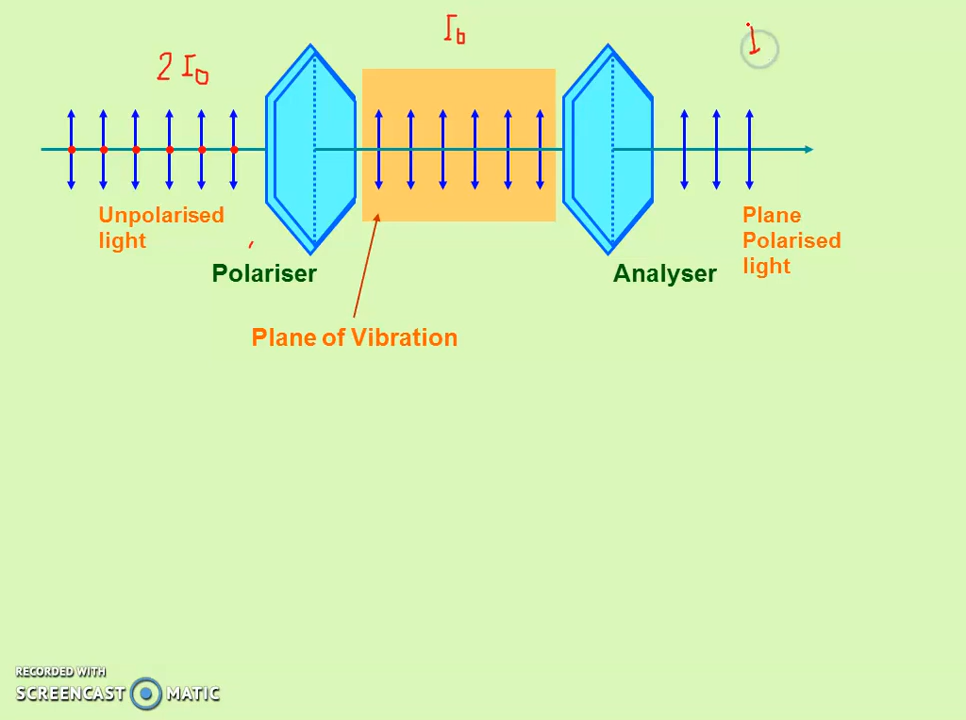 I₀
I
2 I₀
Unpolarised
light
Plane
Polarised
light
Polariser
Analyser
Plane of Vibration
RECORDED WITH
SCREENCAST MATIC